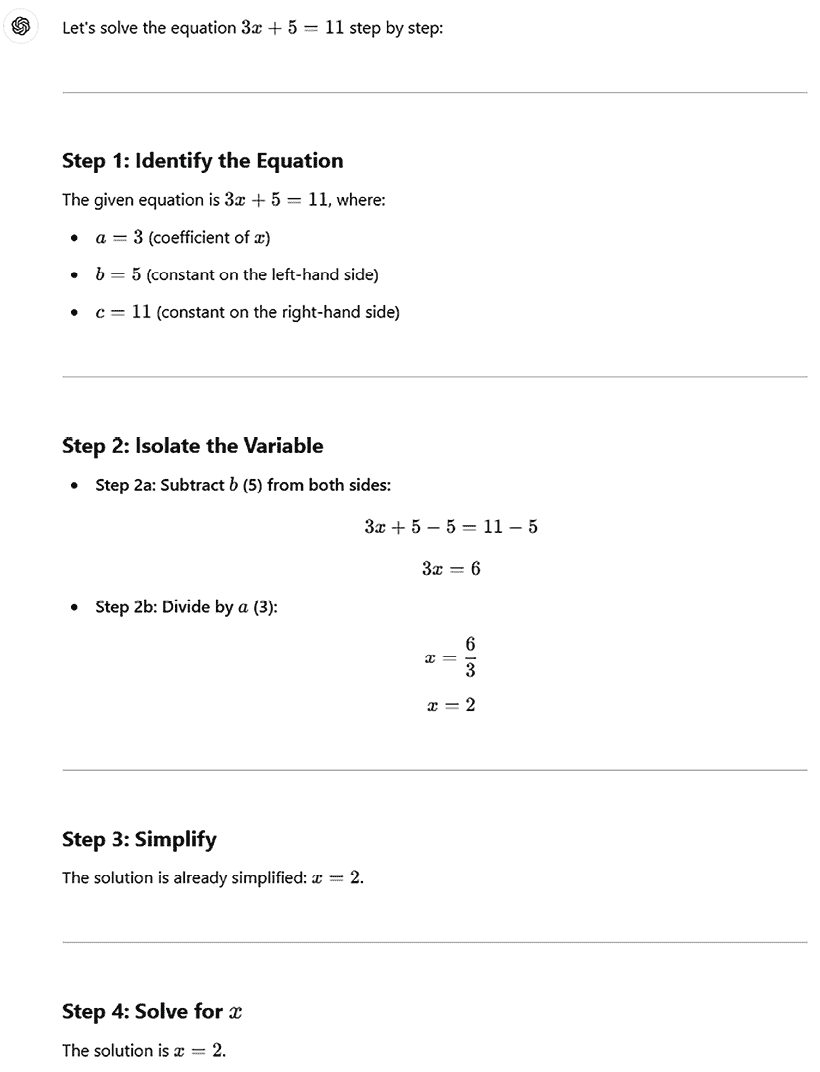 Let's solve the equation 3x + 5 = 11 step by step:
Step 1: Identify the Equation
The given equation is 3x + 5 = 11, where:
• a = 3 (coefficient of x)
• b = 5 (constant on the left-hand side)
• c = 11 (constant on the right-hand side)
Step 2: Isolate the Variable
• Step 2a: Subtract b (5) from both sides:
3x + 5 − 5 = 11 − 5
3x = 6
• Step 2b: Divide by a (3):
x = 6/3
x = 2
Step 3: Simplify
The solution is already simplified: x = 2.
Step 4: Solve for x
The solution is x = 2.